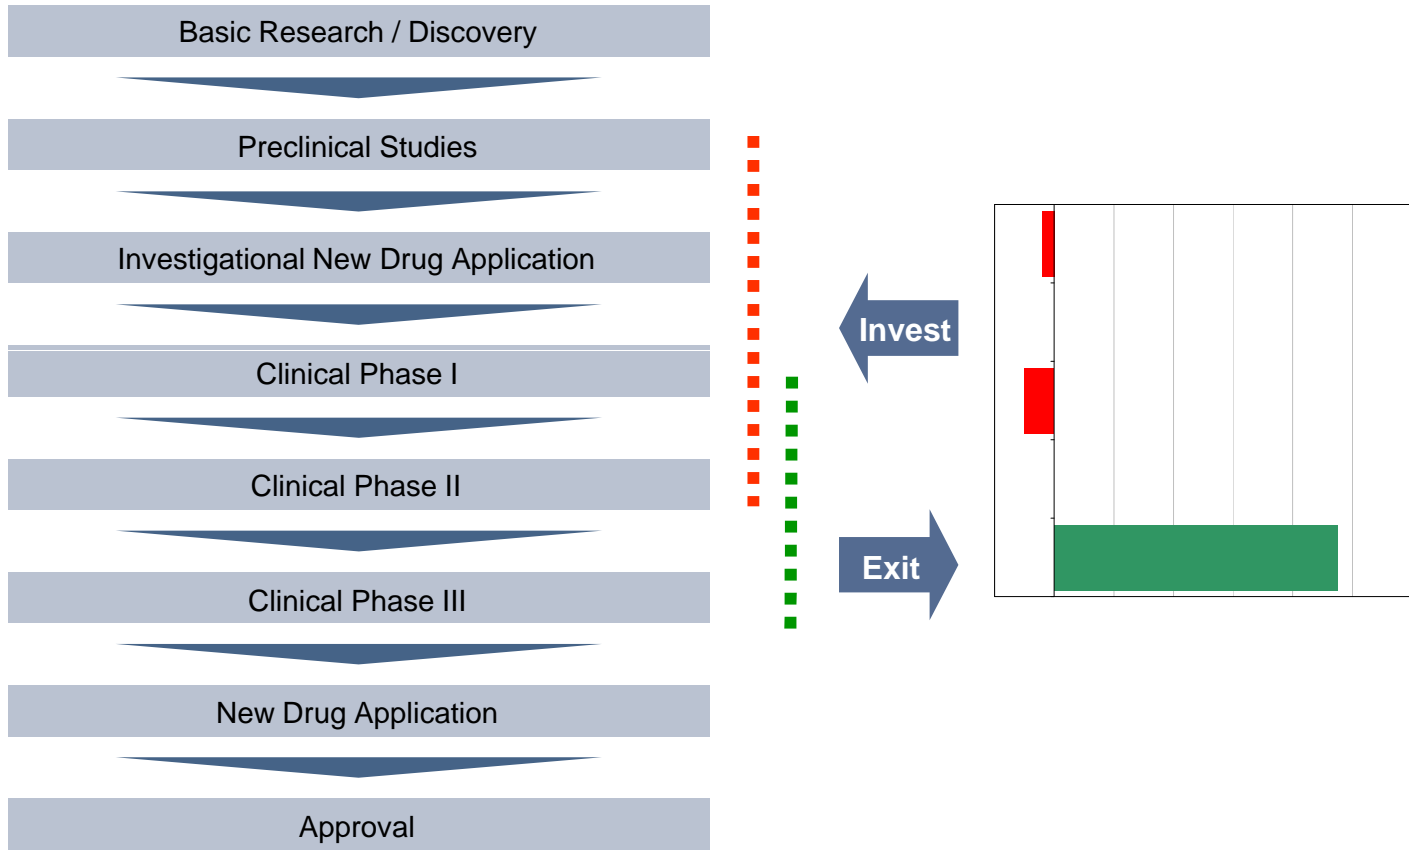 Basic Research / Discovery
Preclinical Studies
Investigational New Drug Application
Clinical Phase I
Clinical Phase II
Clinical Phase III
New Drug Application
Approval
Invest
Exit